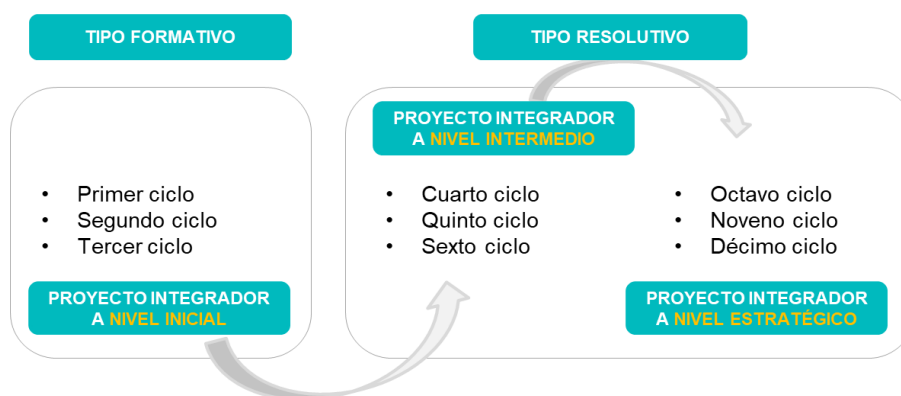 TIPO FORMATIVO
TIPO RESOLUTIVO
• Primer ciclo
• Segundo ciclo
• Tercer ciclo
PROYECTO INTEGRADOR
A NIVEL INICIAL
PROYECTO INTEGRADOR
A NIVEL INTERMEDIO
• Cuarto ciclo
• Quinto ciclo
• Sexto ciclo
• Octavo ciclo
• Noveno ciclo
• Décimo ciclo
PROYECTO INTEGRADOR
A NIVEL ESTRATÉGICO